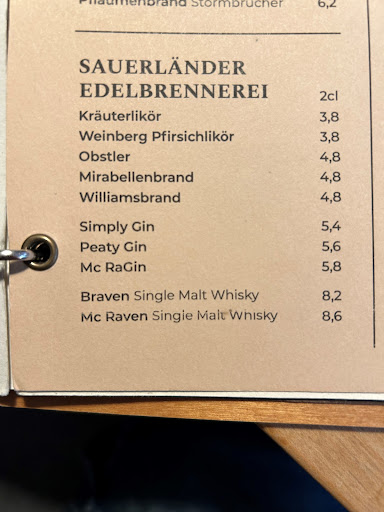 Pflaumenbrand Stormbrucher 6,2
SAUERLÄNDER
EDELBRENNEREI 2cl
Kräuterlikör 3,8
Weinberg Pfirsichlikör 3,8
Obstler 4,8
Mirabellenbrand 4,8
Williamsbrand 4,8
Simply Gin 5,4
Peaty Gin 5,6
Mc RaGin 5,8
Braven Single Malt Whisky 8,2
Mc Raven Single Malt Whisky 8,6